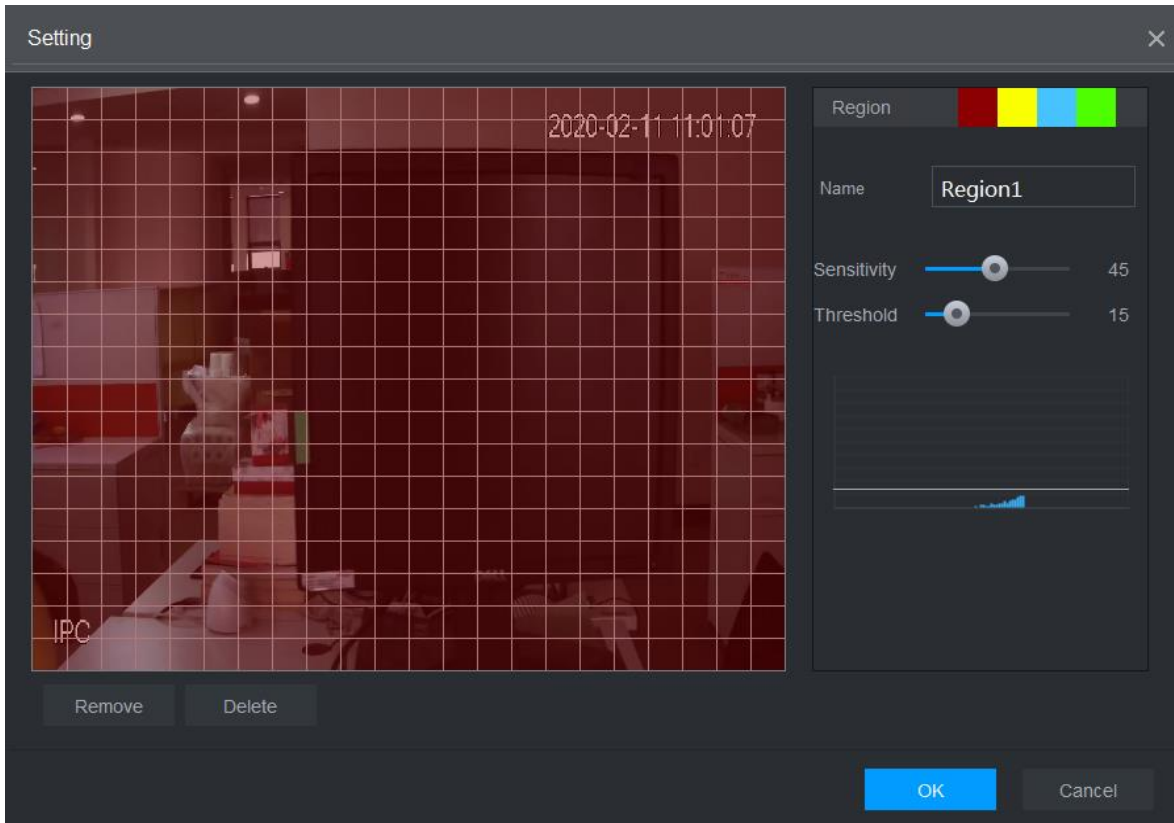 Setting
2020-02-11 11:01:07
IPC
Region
Name
Region1
Sensitivity
45
Threshold
15
Remove
Delete
OK
Cancel